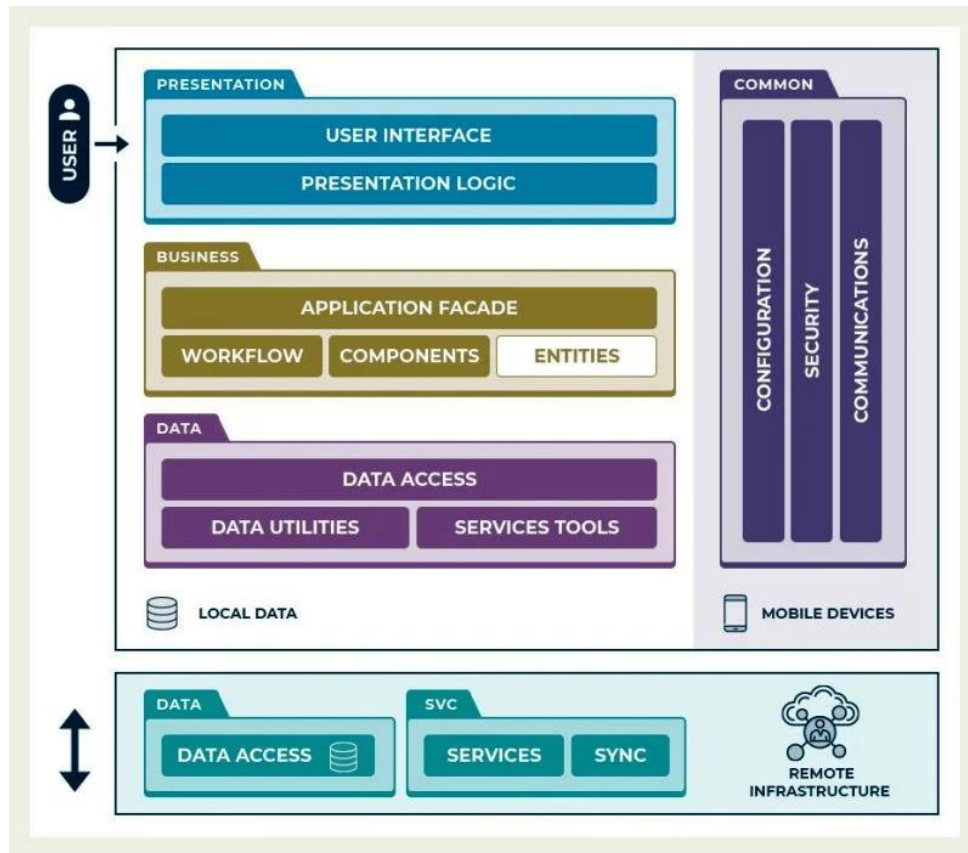 USER
PRESENTATION
USER INTERFACE
PRESENTATION LOGIC
BUSINESS
APPLICATION FACADE
WORKFLOW
COMPONENTS
ENTITIES
DATA
DATA ACCESS
DATA UTILITIES
SERVICES TOOLS
LOCAL DATA
COMMON
CONFIGURATION
SECURITY
COMMUNICATIONS
MOBILE DEVICES
DATA
DATA ACCESS
SVC
SERVICES
SYNC
REMOTE
INFRASTRUCTURE